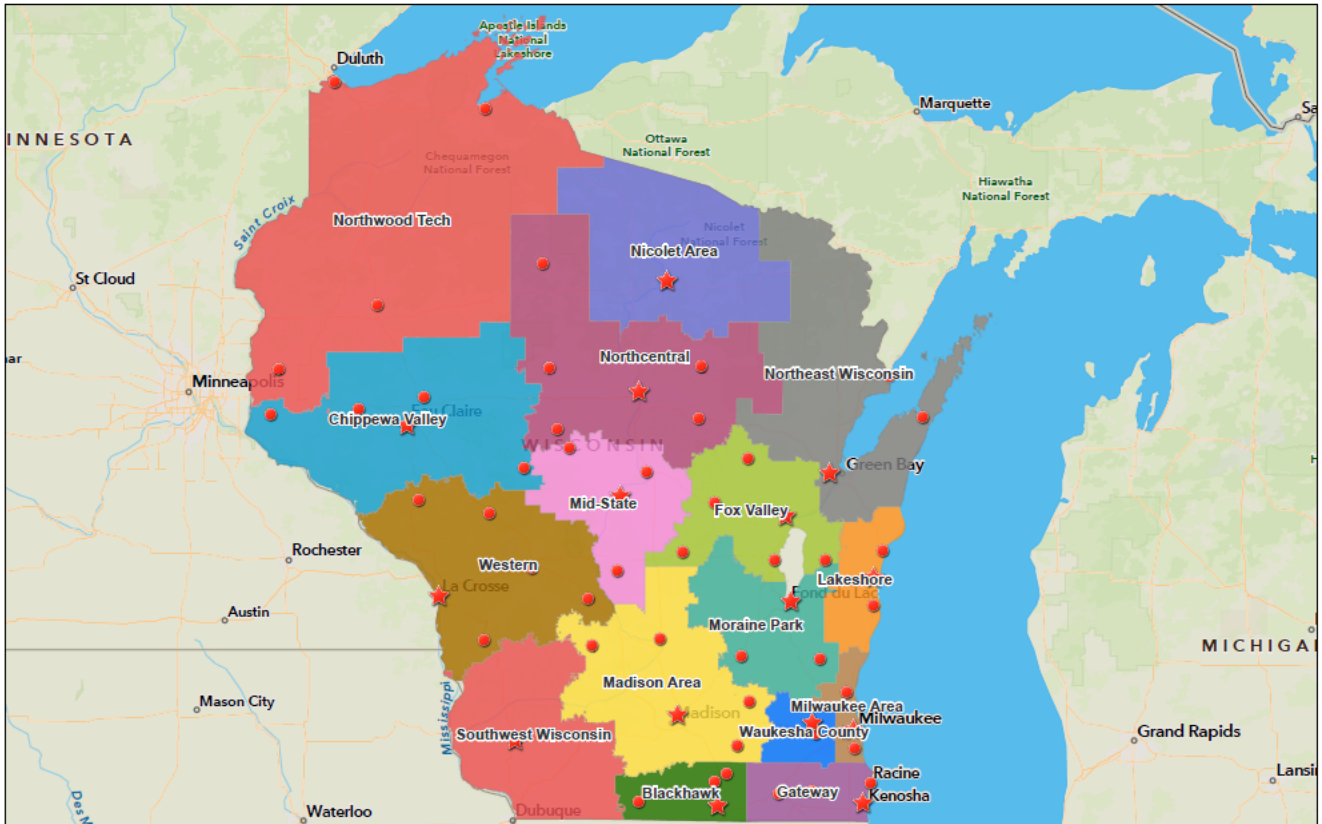 Apostle Islands
National
Lakeshore
Duluth
Marquette
INNESOTA
Ottawa
National Forest
Chequamegon
National Forest
Hiawatha
National Forest
Saint Croix
Northwood Tech
Nicolet
National Forest
Nicolet Area
St Cloud
Northcentral
Northeast Wisconsin
Minneapolis
Eau Claire
Chippewa Valley
WISCONSIN
Green Bay
Mid-State
Fox Valley
Rochester
Western
La Crosse
Lakeshore
Fond du Lac
Austin
Moraine Park
MICHIGA
Madison Area
Mississippi
Mason City
Milwaukee Area
Madison
Milwaukee
Southwest Wisconsin
Waukesha County
Grand Rapids
Racine
Lansi
Blackhawk
Gateway
Kenosha
Des M
Waterloo
Dubuque